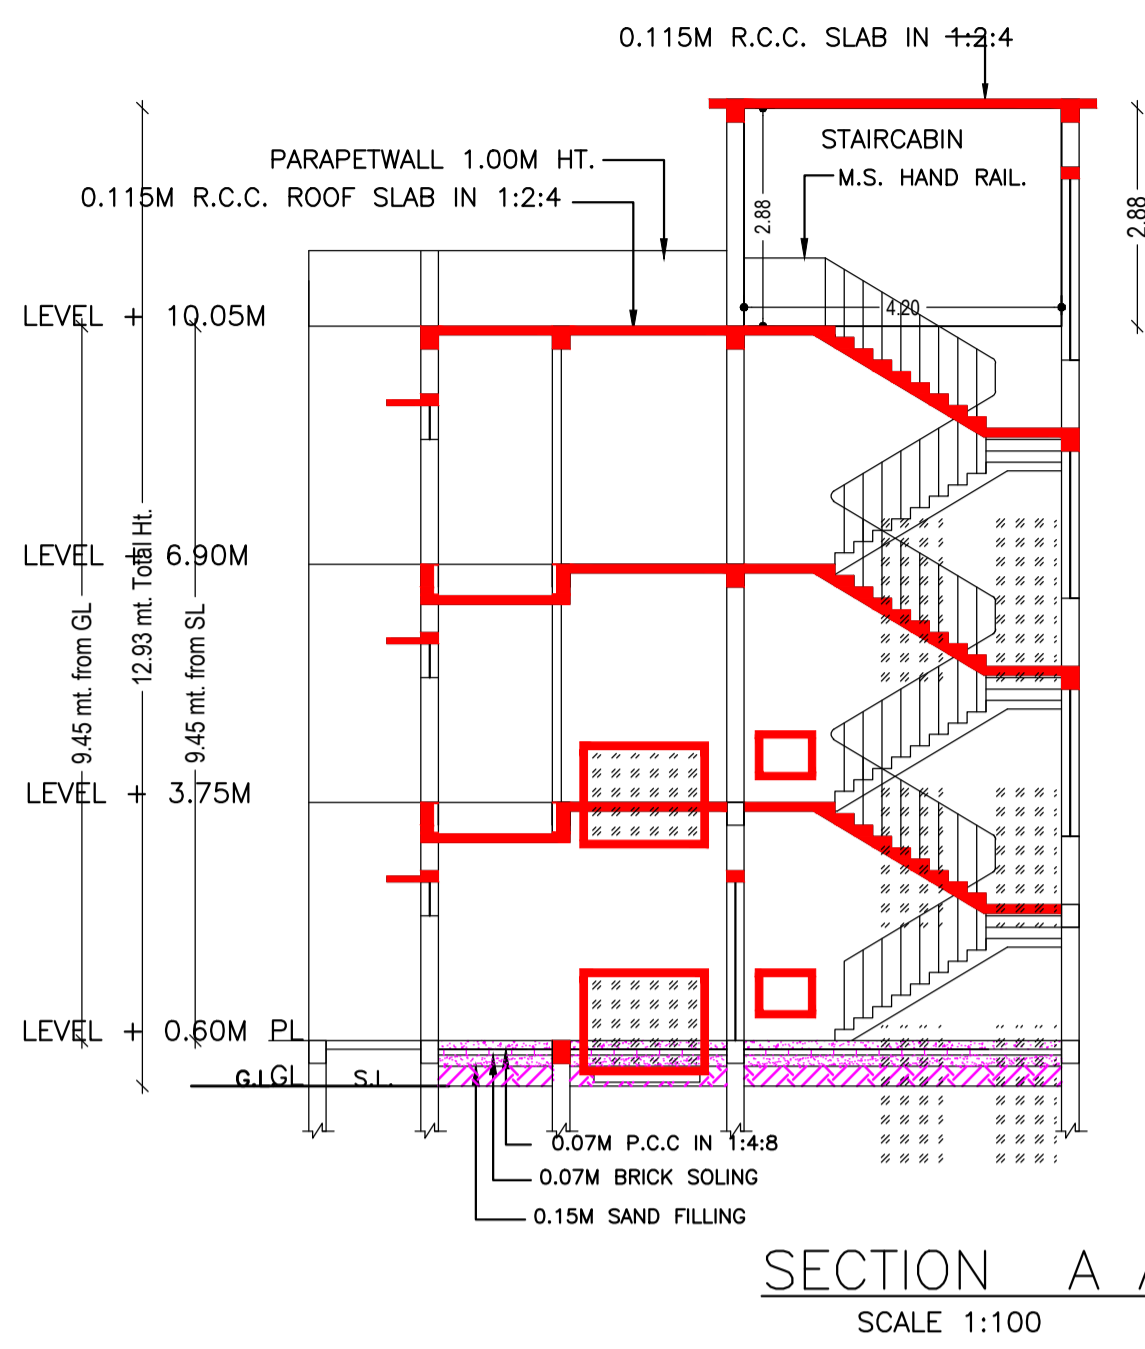 0.115M R.C.C. SLAB IN 1:2:4
STAIRCABIN
PARAPETWALL 1.00M HT.
M.S. HAND RAIL.
0.115M R.C.C. ROOF SLAB IN 1:2:4
2.88
2.88
4.20
LEVEL + 10.05M
LEVEL + 6.90M
12.93 mt. Total Ht.
9.45 mt. from GL
9.45 mt. from SL
LEVEL + 3.75M
LEVEL + 0.60M PL
GL
S.L.
0.07M P.C.C IN 1:4:8
0.07M BRICK SOLING
0.15M SAND FILLING
SECTION A
SCALE 1:100